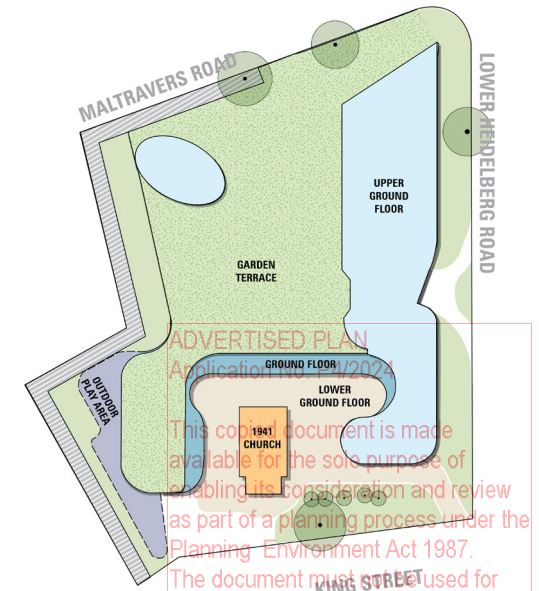 MALTRAVERS ROAD
LOWER HEIDELBERG ROAD
UPPER
GROUND
FLOOR
GARDEN
TERRACE
ADVERTISED PLAN
GROUND FLOOR
Application No. P4/2024
OUTDOOR
PLAY AREA
LOWER
GROUND FLOOR
1941
CHURCH
This copied document is made
available for the sole purpose of
enabling its consideration and review
as part of a planning process under the
Planning Environment Act 1987.
The document must not be used for
KING STREET